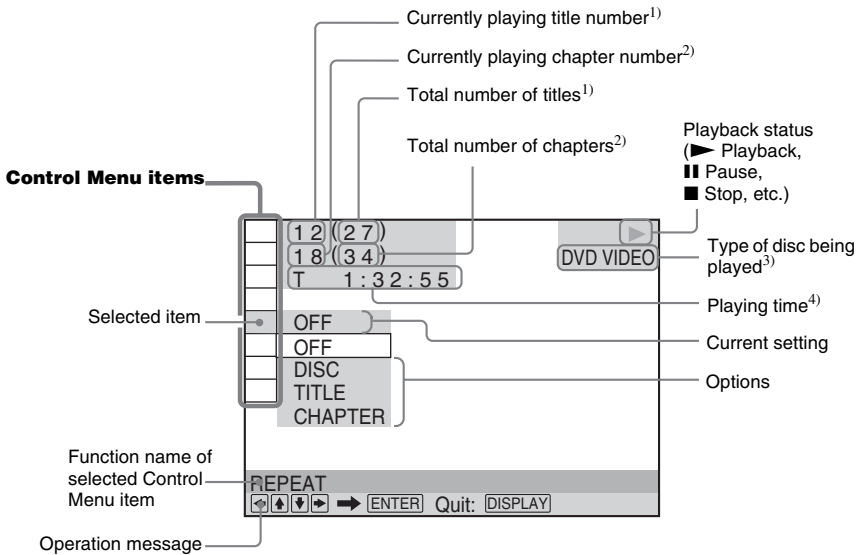 Currently playing title number1)
Currently playing chapter number2)
Total number of titles1)
Total number of chapters2)
Playback status
(► Playback,
❚❚ Pause,
■ Stop, etc.)
Control Menu items
12(27)
18(34)
T 1:32:55
►
DVD VIDEO
Type of disc being
played3)
Playing time4)
Selected item
OFF
Current setting
OFF
DISC
TITLE
CHAPTER
Options
Function name of
selected Control
Menu item
REPEAT
←↑↓→ ➡ ENTER Quit: DISPLAY
Operation message